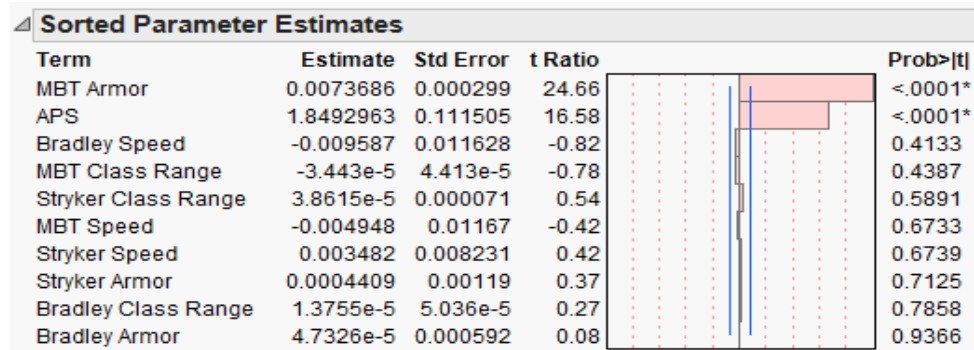 Sorted Parameter Estimates
Term Estimate Std Error t Ratio Prob>|t|
MBT Armor 0.0073686 0.000299 24.66 <.0001*
APS 1.8492963 0.111505 16.58 <.0001*
Bradley Speed -0.009587 0.011628 -0.82 0.4133
MBT Class Range -3.443e-5 4.413e-5 -0.78 0.4387
Stryker Class Range 3.8615e-5 0.000071 0.54 0.5891
MBT Speed -0.004948 0.01167 -0.42 0.6733
Stryker Speed 0.003482 0.008231 0.42 0.6739
Stryker Armor 0.0004409 0.00119 0.37 0.7125
Bradley Class Range 1.3755e-5 5.036e-5 0.27 0.7858
Bradley Armor 4.7326e-5 0.000592 0.08 0.9366